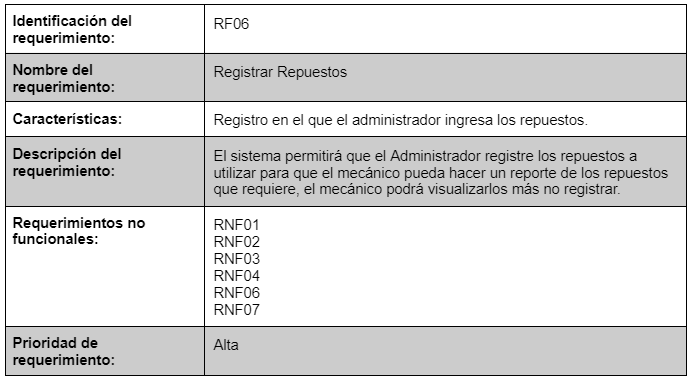 Identificación del
requerimiento:
RF06
Nombre del
requerimiento:
Registrar Repuestos
Características:
Registro en el que el administrador ingresa los repuestos.
Descripción del
requerimiento:
El sistema permitirá que el Administrador registre los repuestos a
utilizar para que el mecánico pueda hacer un reporte de los repuestos
que requiere, el mecánico podrá visualizarlos más no registrar.
Requerimientos no
funcionales:
RNF01
RNF02
RNF03
RNF04
RNF06
RNF07
Prioridad de
requerimiento:
Alta